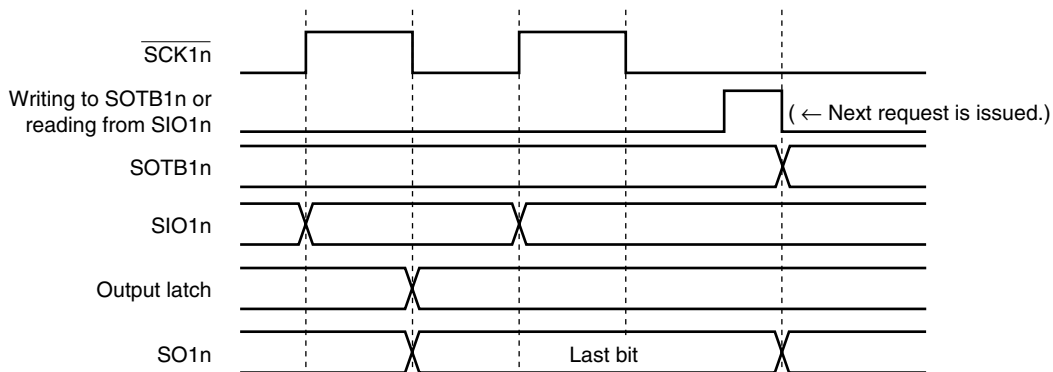 SCK1n
Writing to SOTB1n or
reading from SIO1n
( ← Next request is issued.)
SOTB1n
SIO1n
Output latch
SO1n
Last bit